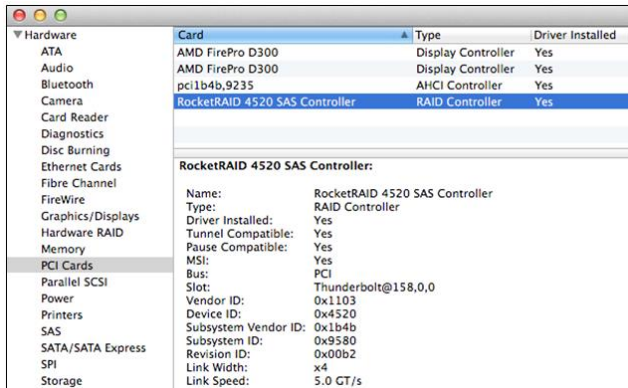 Hardware
ATA
Audio
Bluetooth
Camera
Card Reader
Diagnostics
Disc Burning
Ethernet Cards
Fibre Channel
FireWire
Graphics/Displays
Hardware RAID
Memory
PCI Cards
Parallel SCSI
Power
Printers
SAS
SATA/SATA Express
SPI
Storage
Card Type Driver Installed
AMD FirePro D300 Display Controller Yes
AMD FirePro D300 Display Controller Yes
pci1b4b,9235 AHCI Controller Yes
RocketRAID 4520 SAS Controller RAID Controller Yes
RocketRAID 4520 SAS Controller:
Name: RocketRAID 4520 SAS Controller
Type: RAID Controller
Driver Installed: Yes
Tunnel Compatible: Yes
Pause Compatible: Yes
MSI: Yes
Bus: PCI
Slot: Thunderbolt@158,0,0
Vendor ID: 0x1103
Device ID: 0x4520
Subsystem Vendor ID: 0x1b4b
Subsystem ID: 0x9580
Revision ID: 0x00b2
Link Width: x4
Link Speed: 5.0 GT/s